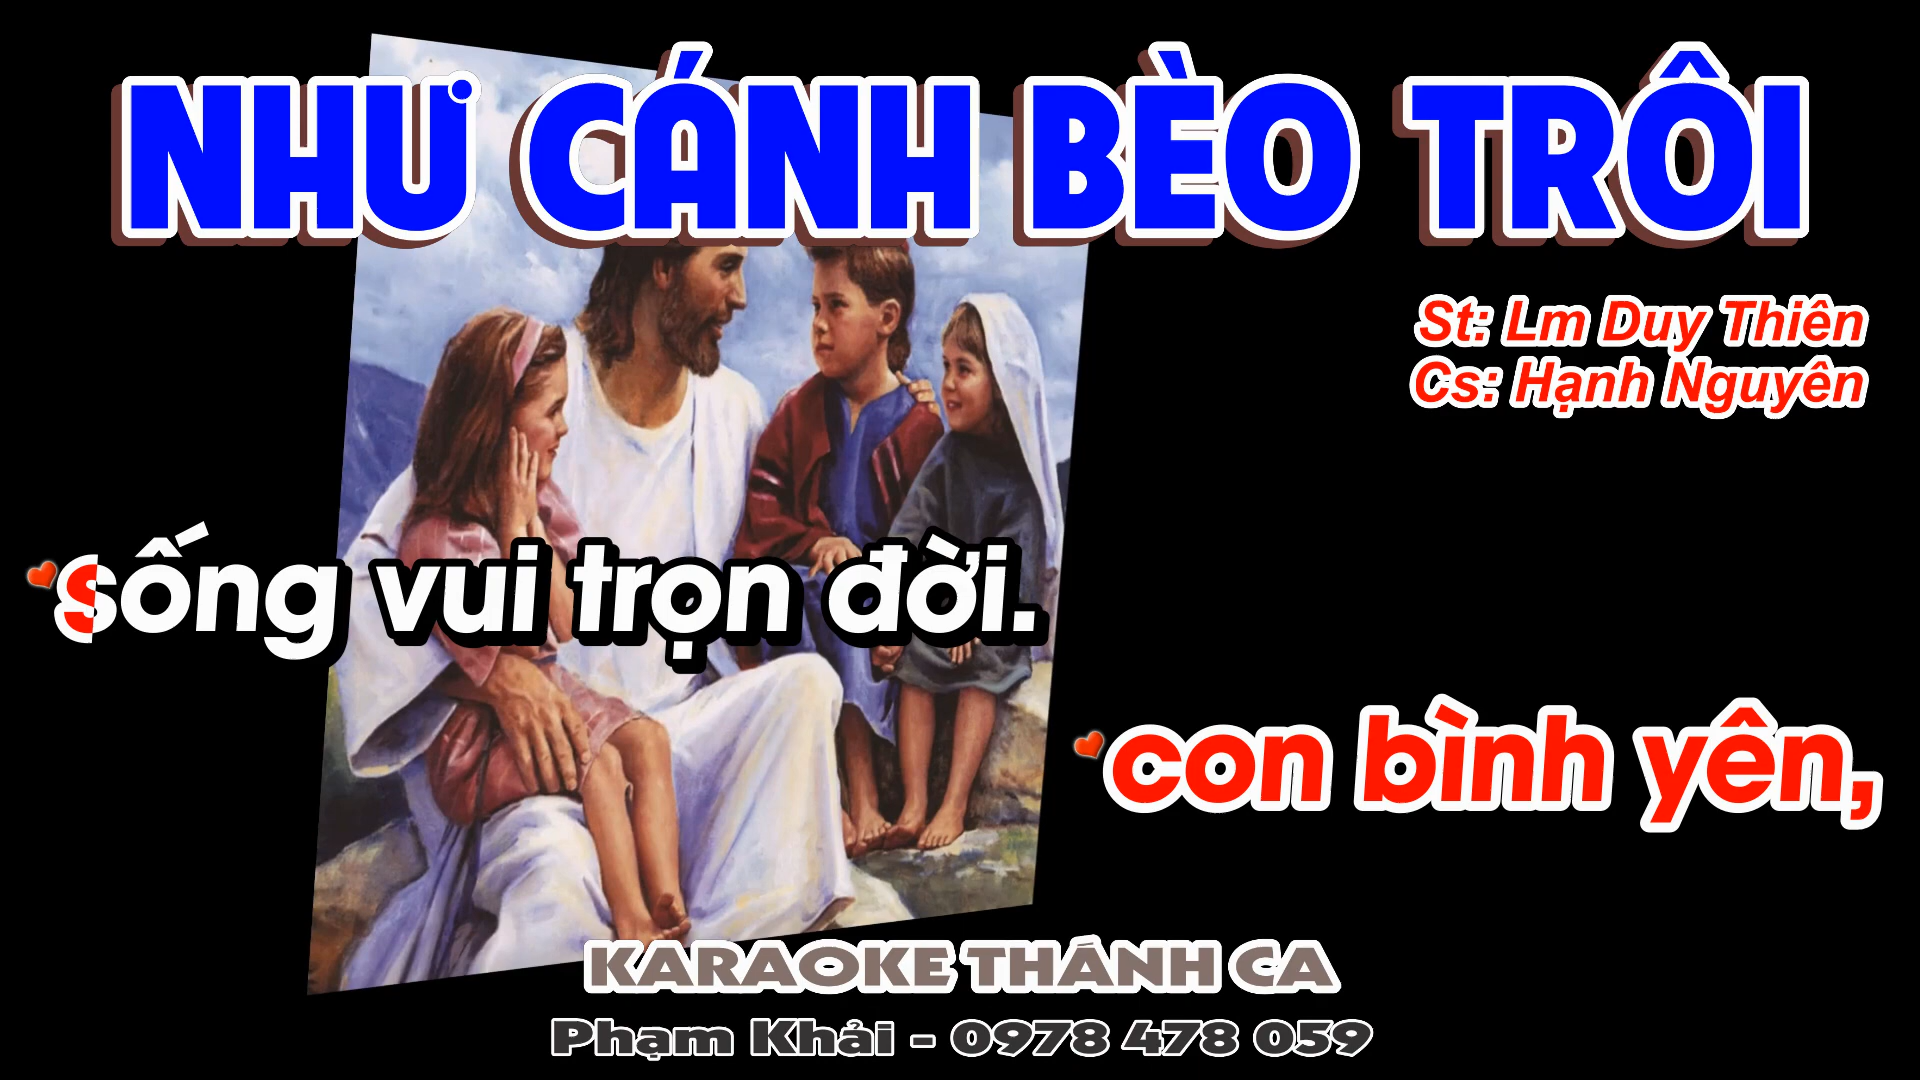 NHƯ CÁNH BÈO TRÔI
St: Lm Duy Thiên
Cs: Hạnh Nguyên
sống vui trọn đời.
con bình yên,
KARAOKE THÁNH CA
Phạm Khải - 0978 478 059